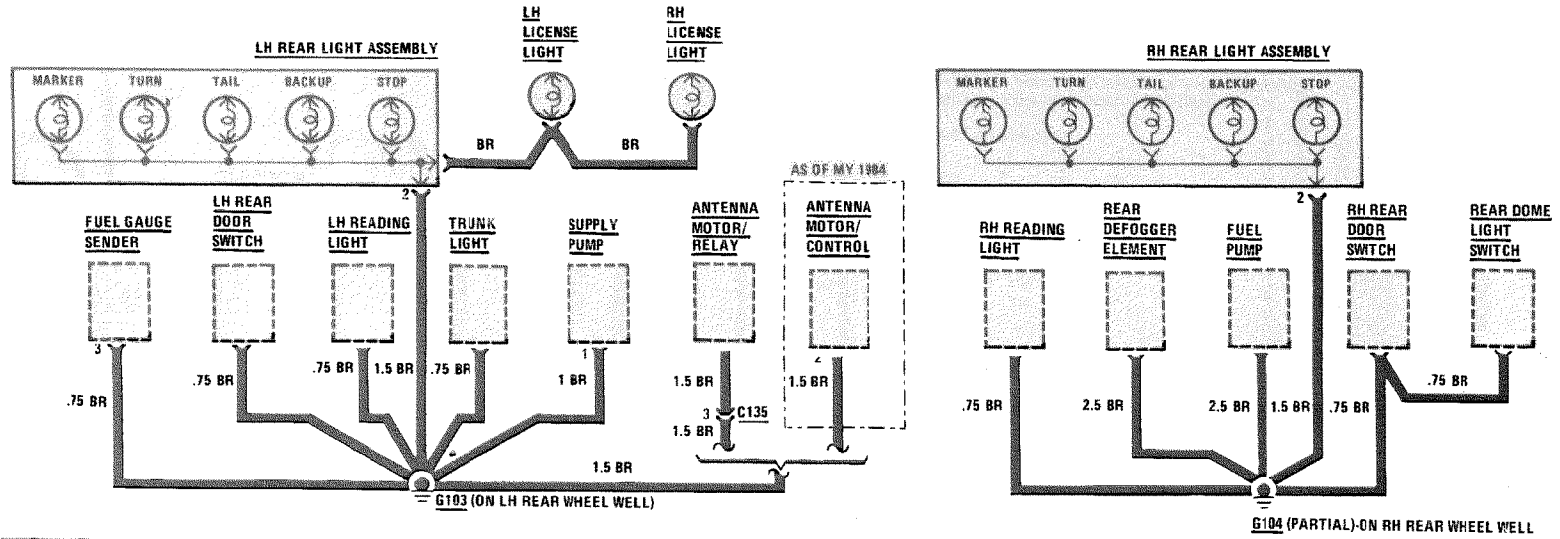 LH
LICENSE
LIGHT
RH
LICENSE
LIGHT
LH REAR LIGHT ASSEMBLY
RH REAR LIGHT ASSEMBLY
MARKER TURN TAIL BACKUP STOP
MARKER TURN TAIL BACKUP STOP
BR BR
AS OF MY 1984
2
2
FUEL GAUGE
SENDER
LH REAR
DOOR
SWITCH
LH READING
LIGHT
TRUNK
LIGHT
SUPPLY
PUMP
ANTENNA
MOTOR/
RELAY
ANTENNA
MOTOR/
CONTROL
RH READING
LIGHT
REAR
DEFOGGER
ELEMENT
FUEL
PUMP
RH REAR
DOOR
SWITCH
REAR DOME
LIGHT
SWITCH
3
1
2
.75 BR
.75 BR
.75 BR
1.5 BR
.75 BR
1 BR
1.5 BR
3
C135
1.5 BR
1.5 BR
1.5 BR
.75 BR
2.5 BR
2.5 BR
1.5 BR
.75 BR
.75 BR
G103 (ON LH REAR WHEEL WELL)
G104 (PARTIAL)-ON RH REAR WHEEL WELL